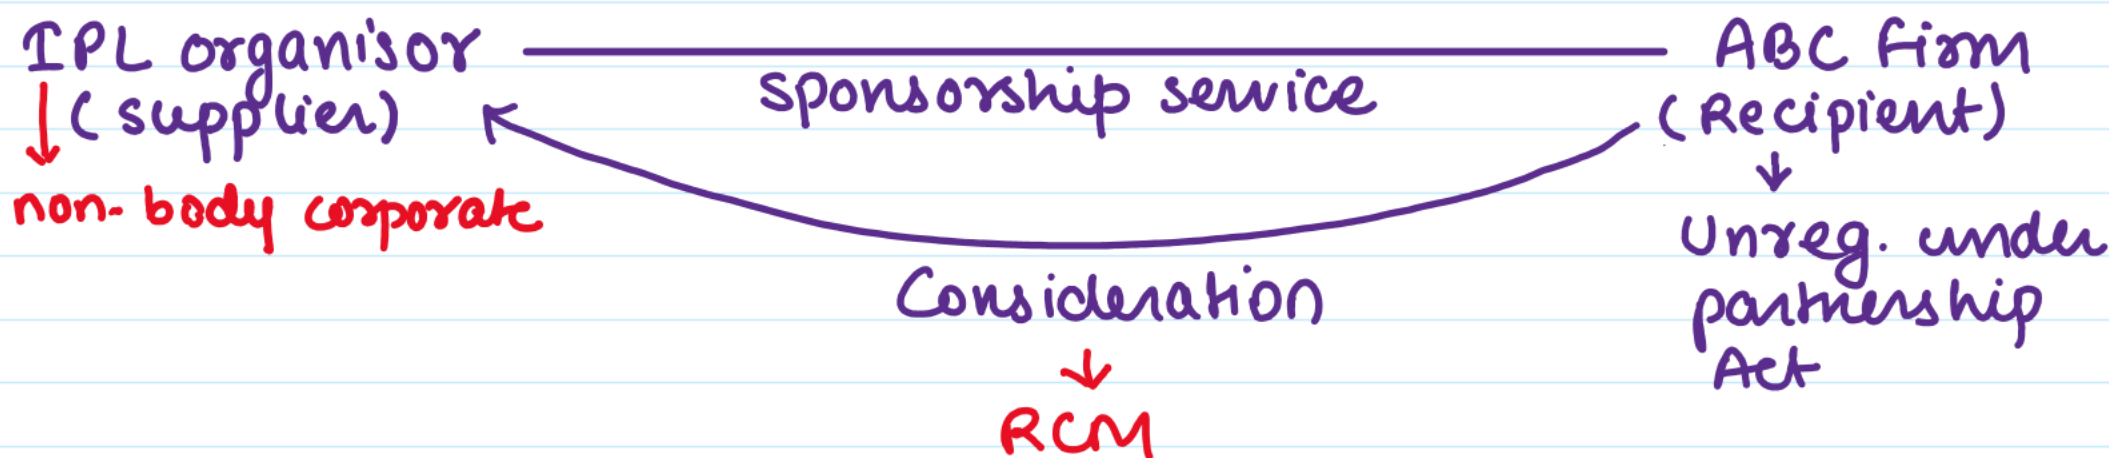 IPL organisor
ABC Firm
(Supplier)
Sponsorship service
(Recipient)
non-body corporate
Unreg. under
Consideration
partnership
Act
RCM